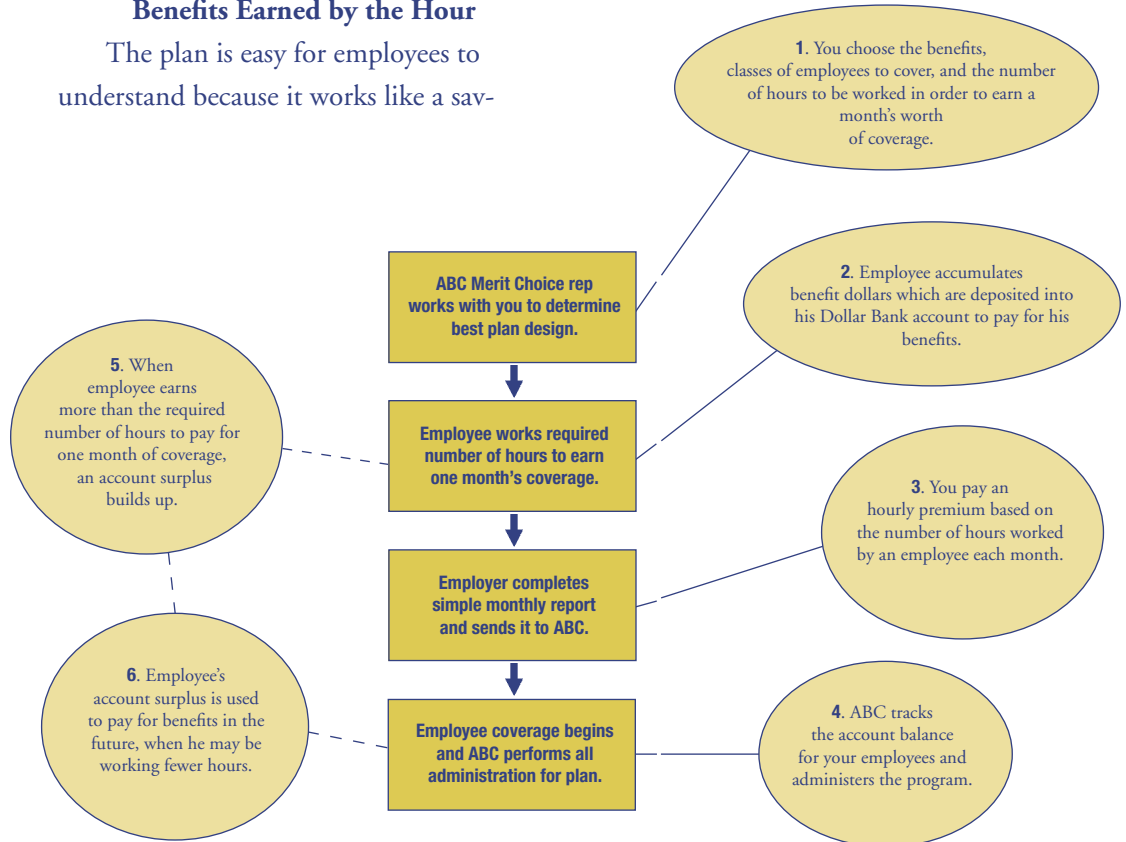 Benefits Earned by the Hour
The plan is easy for employees to
understand because it works like a sav-
1. You choose the benefits,
classes of employees to cover, and the number
of hours to be worked in order to earn a
month's worth
of coverage.
ABC Merit Choice rep
works with you to determine
best plan design.
2. Employee accumulates
benefit dollars which are deposited into
his Dollar Bank account to pay for his
benefits.
5. When
employee earns
more than the required
number of hours to pay for
one month of coverage,
an account surplus
builds up.
Employee works required
number of hours to earn
one month's coverage.
3. You pay an
hourly premium based on
the number of hours worked
by an employee each month.
Employer completes
simple monthly report
and sends it to ABC.
6. Employee's
account surplus is used
to pay for benefits in the
future, when he may be
working fewer hours.
Employee coverage begins
and ABC performs all
administration for plan.
4. ABC tracks
the account balance
for your employees and
administers the program.